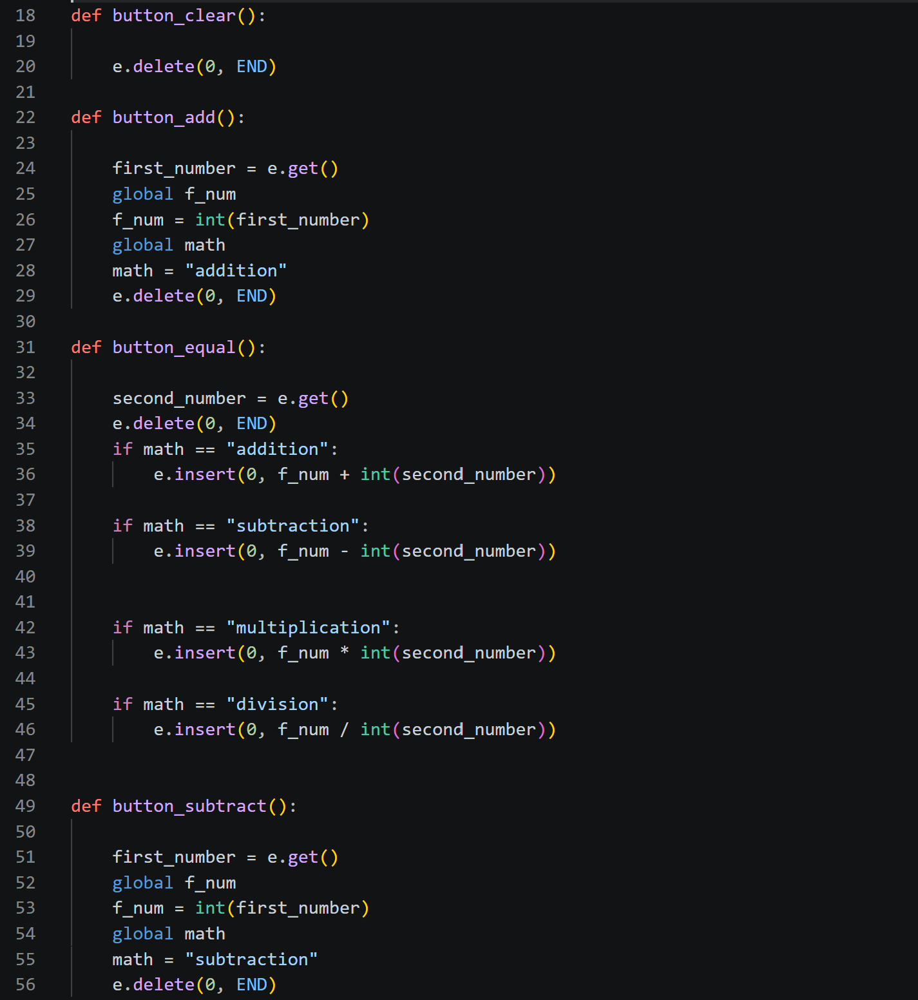 18 def button_clear():
19
20     e.delete(0, END)
21
22 def button_add():
23
24     first_number = e.get()
25     global f_num
26     f_num = int(first_number)
27     global math
28     math = "addition"
29     e.delete(0, END)
30
31 def button_equal():
32
33     second_number = e.get()
34     e.delete(0, END)
35     if math == "addition":
36         e.insert(0, f_num + int(second_number))
37
38     if math == "subtraction":
39         e.insert(0, f_num - int(second_number))
40
41
42     if math == "multiplication":
43         e.insert(0, f_num * int(second_number))
44
45     if math == "division":
46         e.insert(0, f_num / int(second_number))
47
48
49 def button_subtract():
50
51     first_number = e.get()
52     global f_num
53     f_num = int(first_number)
54     global math
55     math = "subtraction"
56     e.delete(0, END)